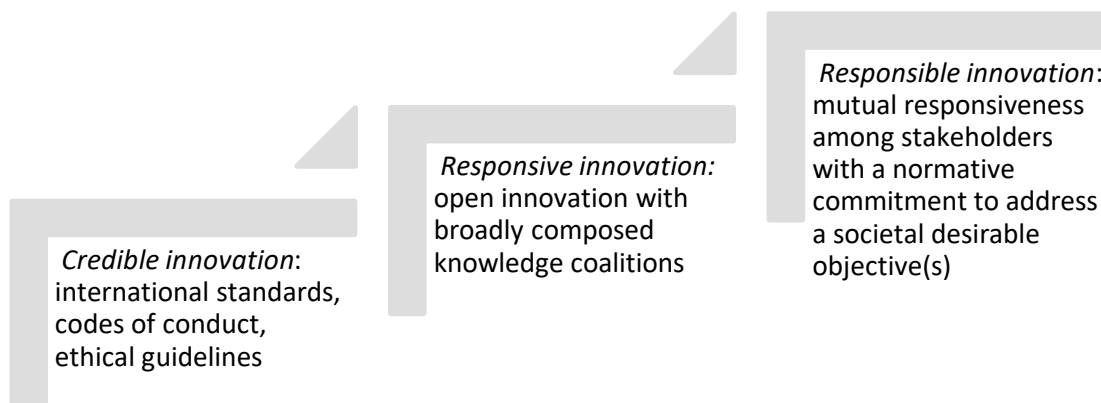 Credible innovation:
international standards,
codes of conduct,
ethical guidelines
Responsive innovation:
open innovation with
broadly composed
knowledge coalitions
Responsible innovation:
mutual responsiveness
among stakeholders
with a normative
commitment to address
a societal desirable
objective(s)